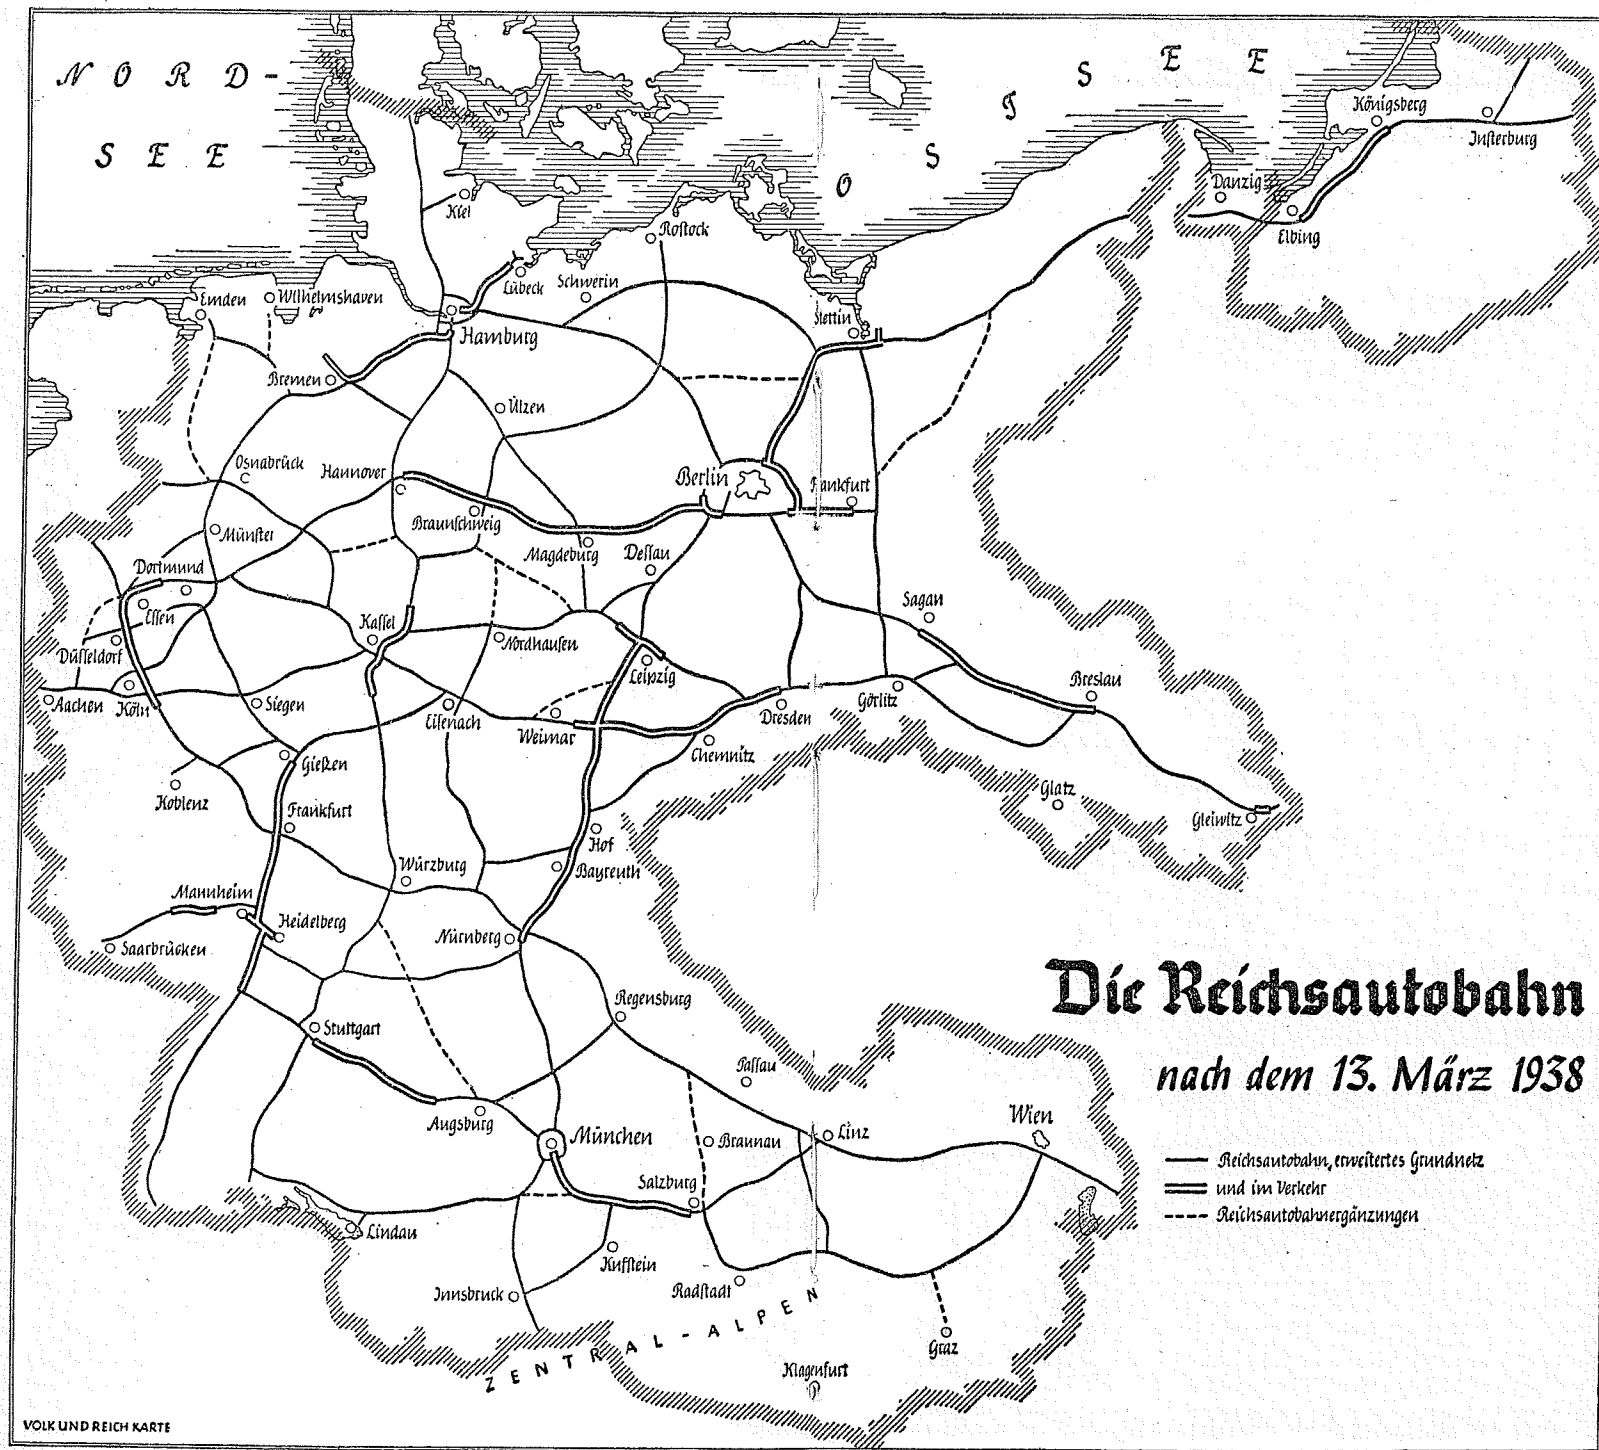 NORD-
SEE
OSTSEE
Königsberg
Insterburg
Danzig
Elbing
Kiel
Rostock
Lübeck
Schwerin
Emden
Wilhelmshaven
Stettin
Hamburg
Bremen
Ülzen
Osnabrück
Hannover
Berlin
Frankfurt
Braunschweig
Münster
Magdeburg
Dessau
Dortmund
Essen
Kassel
Sagan
Nordhausen
Düsseldorf
Leipzig
Breslau
Aachen
Köln
Siegen
Eisenach
Weimar
Dresden
Görlitz
Chemnitz
Gießen
Koblenz
Glatz
Gleiwitz
Frankfurt
Hof
Würzburg
Bayreuth
Mannheim
Heidelberg
Nürnberg
Saarbrücken
Die Reichsautobahn
Regensburg
Stuttgart
nach dem 13. März 1938
Passau
Augsburg
Wien
München
Braunau
Linz
Reichsautobahn, erweitertes Grundnetz
und im Verkehr
Reichsautobahnergänzungen
Salzburg
Lindau
Kufstein
Innsbruck
Radstadt
ZENTRAL-ALPEN
Graz
Klagenfurt
VOLK UND REICH KARTE